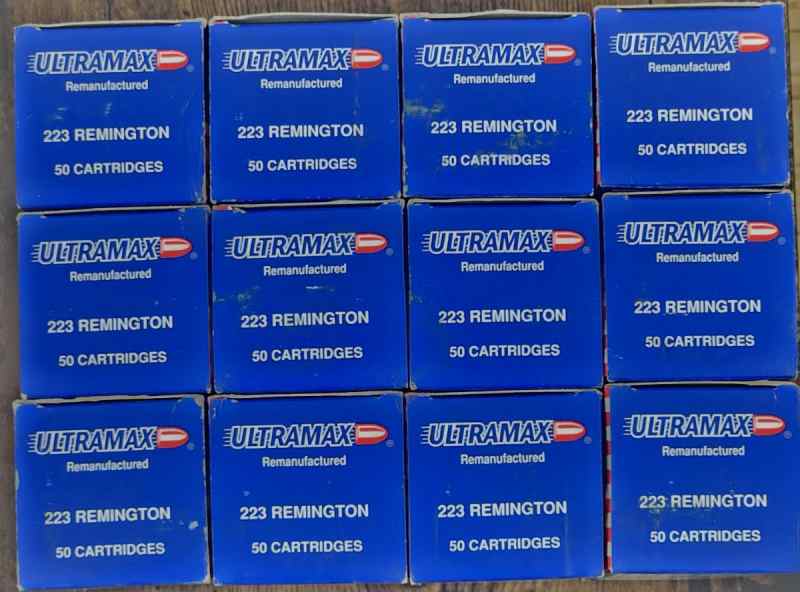 ULTRAMAX ® ULTRAMAX ® ULTRAMAX ® ULTRAMAX ®
Remanufactured Remanufactured Remanufactured Remanufactured
223 REMINGTON 223 REMINGTON 223 REMINGTON 223 REMINGTON
50 CARTRIDGES 50 CARTRIDGES 50 CARTRIDGES 50 CARTRIDGES
ULTRAMAX ® ULTRAMAX ® ULTRAMAX ® ULTRAMAX ®
Remanufactured Remanufactured Remanufactured Remanufactured
223 REMINGTON 223 REMINGTON 223 REMINGTON 223 REMINGTON
50 CARTRIDGES 50 CARTRIDGES 50 CARTRIDGES 50 CARTRIDGES
ULTRAMAX ® ULTRAMAX ® ULTRAMAX ® ULTRAMAX ®
Remanufactured Remanufactured Remanufactured Remanufactured
223 REMINGTON 223 REMINGTON 223 REMINGTON 223 REMINGTON
50 CARTRIDGES 50 CARTRIDGES 50 CARTRIDGES 50 CARTRIDGES